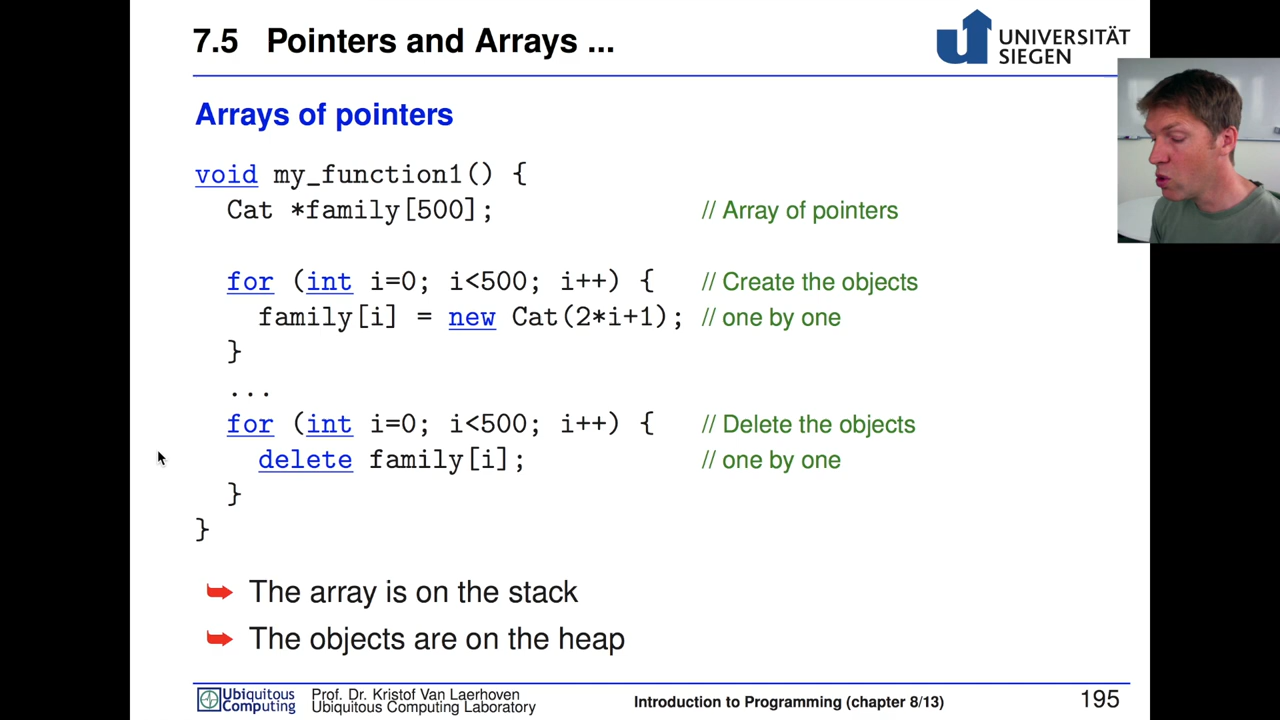 7.5 Pointers and Arrays ...
UNIVERSITÄT
SIEGEN
Arrays of pointers
void my_function1() {
Cat *family[500]; // Array of pointers
for (int i=0; i<500; i++) { // Create the objects
family[i] = new Cat(2*i+1); // one by one
}
...
for (int i=0; i<500; i++) { // Delete the objects
delete family[i]; // one by one
}
}
The array is on the stack
The objects are on the heap
Ubiquitous
Computing
Prof. Dr. Kristof Van Laerhoven
Ubiquitous Computing Laboratory
Introduction to Programming (chapter 8/13)
195